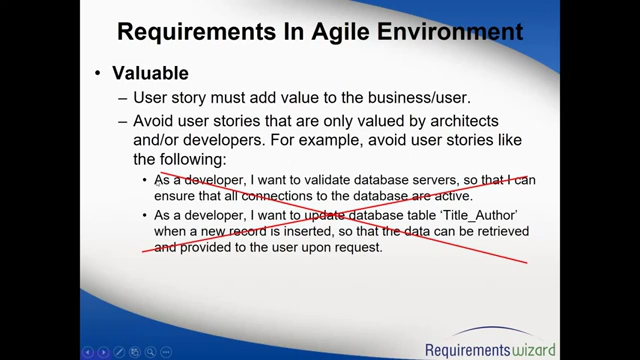 Requirements In Agile Environment
• Valuable
– User story must add value to the business/user.
– Avoid user stories that are only valued by architects
and/or developers. For example, avoid user stories like
the following:
• As a developer, I want to validate database servers, so that I can
ensure that all connections to the database are active.
• As a developer, I want to update database table ‘Title_Author’
when a new record is inserted, so that the data can be retrieved
and provided to the user upon request.
Requirementswizard